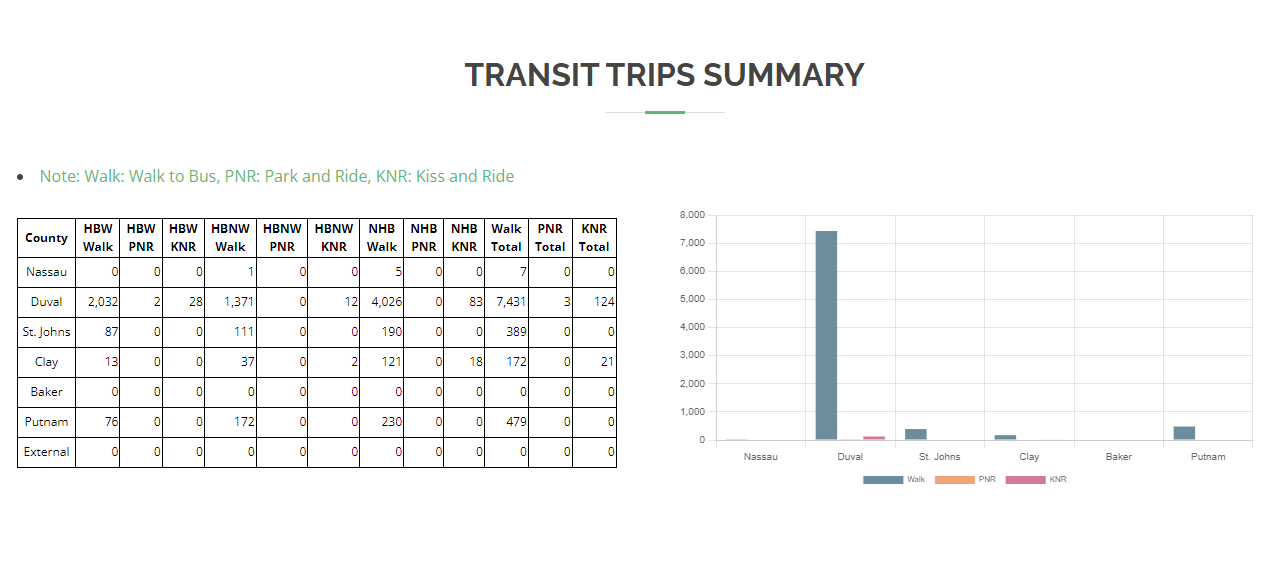 TRANSIT TRIPS SUMMARY
Note: Walk: Walk to Bus, PNR: Park and Ride, KNR: Kiss and Ride
County HBW Walk HBW PNR HBW KNR HBNW Walk HBNW PNR HBNW KNR NHB Walk NHB PNR NHB KNR Walk Total PNR Total KNR Total
Nassau 0 0 0 1 0 0 5 0 0 7 0 0
Duval 2,032 2 28 1,371 0 12 4,026 0 83 7,431 3 124
St. Johns 87 0 0 111 0 0 190 0 0 389 0 0
Clay 13 0 0 37 0 2 121 0 18 172 0 21
Baker 0 0 0 0 0 0 0 0 0 0 0 0
Putnam 76 0 0 172 0 0 230 0 0 479 0 0
External 0 0 0 0 0 0 0 0 0 0 0 0
8,000
7,000
6,000
5,000
4,000
3,000
2,000
1,000
0
Nassau Duval St. Johns Clay Baker Putnam
Walk PNR KNR